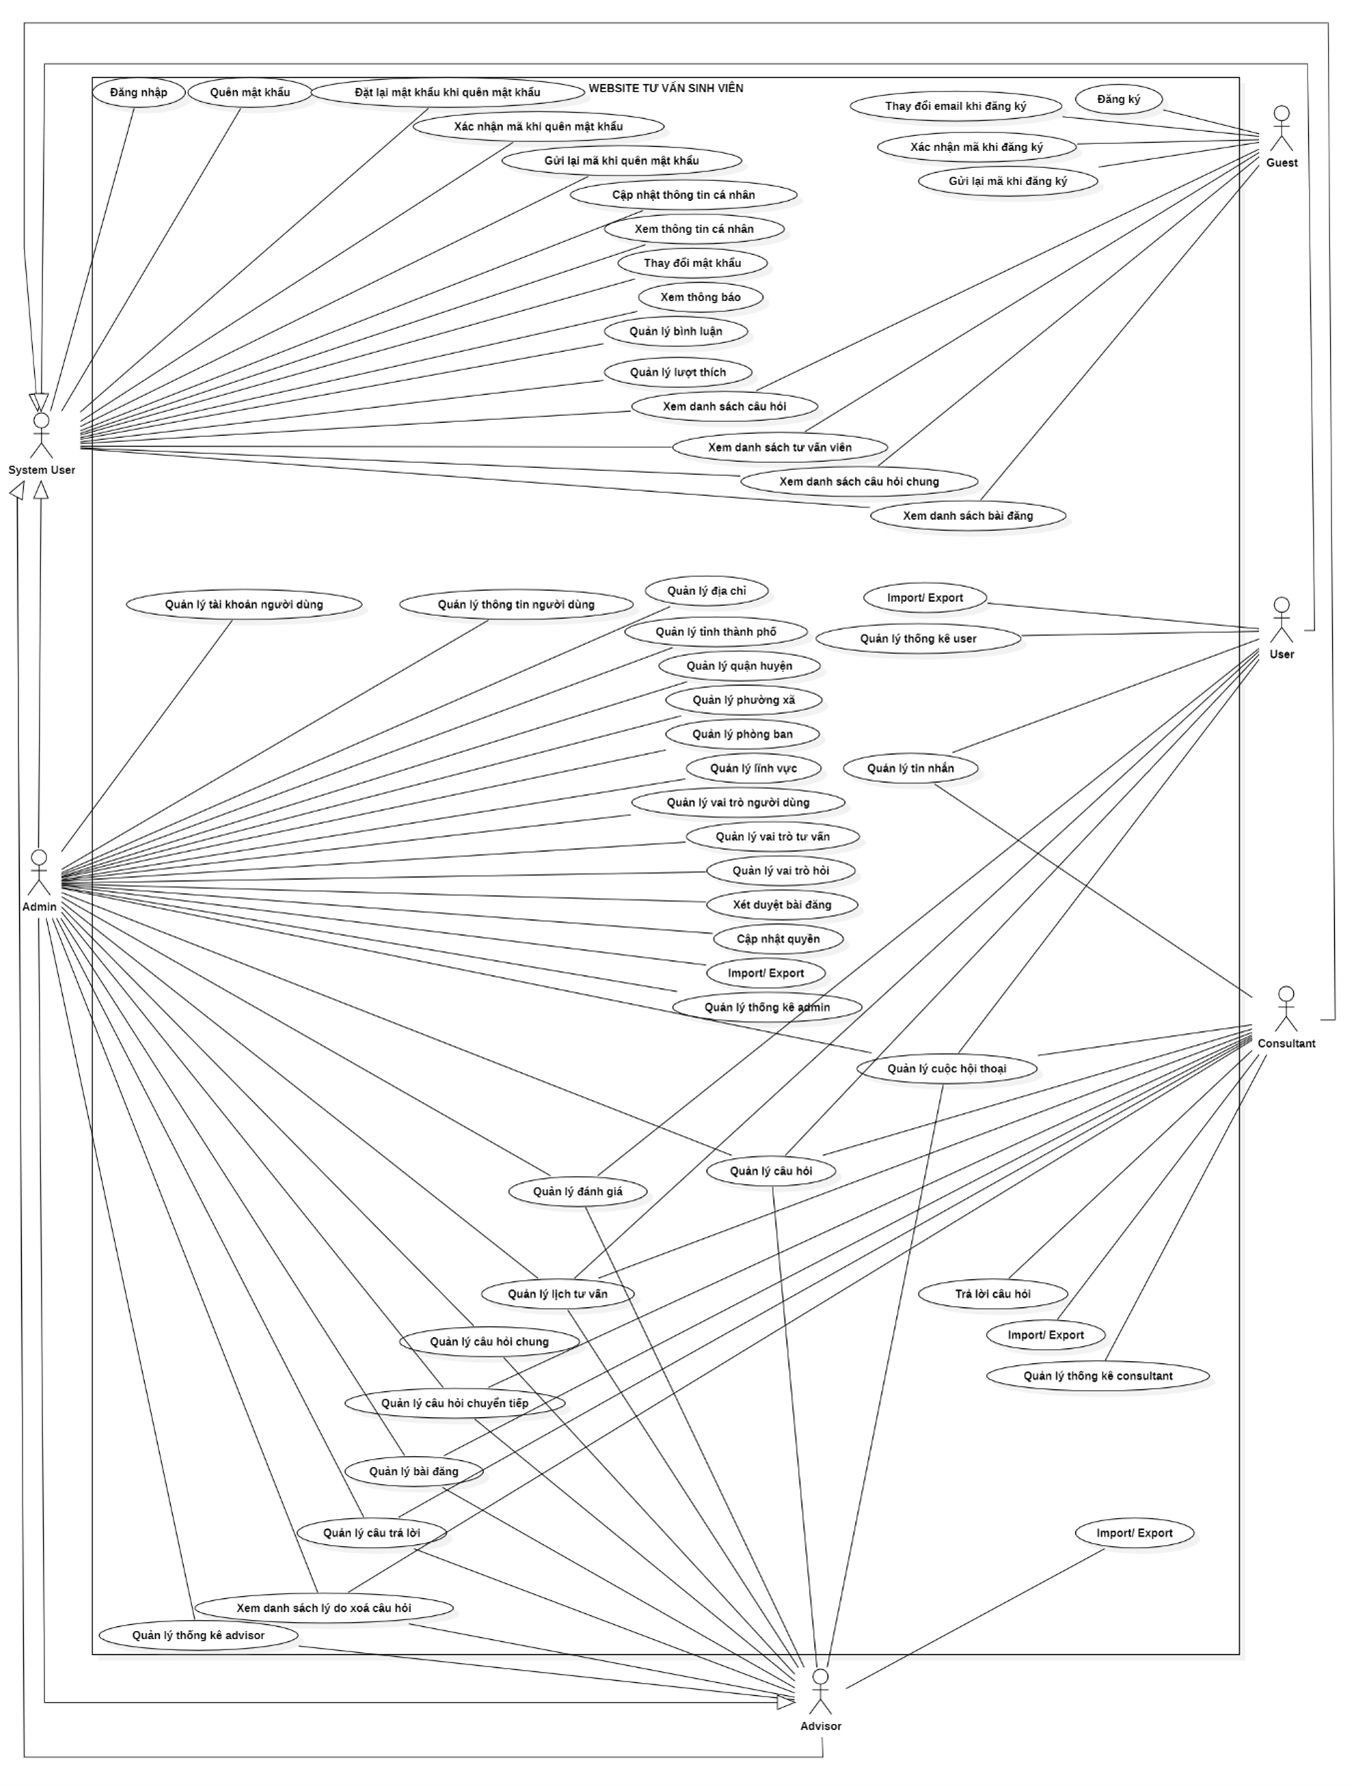 Đăng nhập
Quên mật khẩu
Đặt lại mật khẩu khi quên mật khẩu
WEBSITE TƯ VẤN SINH VIÊN
Thay đổi email khi đăng ký
Đăng ký
Xác nhận mã khi quên mật khẩu
Xác nhận mã khi đăng ký
Guest
Gửi lại mã khi quên mật khẩu
Gửi lại mã khi đăng ký
Cập nhật thông tin cá nhân
Xem thông tin cá nhân
Thay đổi mật khẩu
Xem thông báo
Quản lý bình luận
Quản lý lượt thích
Xem danh sách câu hỏi
Xem danh sách tư vấn viên
System User
Xem danh sách câu hỏi chung
Xem danh sách bài đăng
Quản lý tài khoản người dùng
Quản lý thông tin người dùng
Quản lý địa chỉ
Import/ Export
Quản lý tỉnh thành phố
Quản lý thống kê user
User
Quản lý quận huyện
Quản lý phường xã
Quản lý phòng ban
Quản lý lĩnh vực
Quản lý tin nhắn
Quản lý vai trò người dùng
Quản lý vai trò tư vấn
Quản lý vai trò hỏi
Admin
Xét duyệt bài đăng
Cập nhật quyền
Import/ Export
Quản lý thống kê admin
Consultant
Quản lý cuộc hội thoại
Quản lý câu hỏi
Quản lý đánh giá
Quản lý lịch tư vấn
Trả lời câu hỏi
Quản lý câu hỏi chung
Import/ Export
Quản lý thống kê consultant
Quản lý câu hỏi chuyển tiếp
Quản lý bài đăng
Quản lý câu trả lời
Import/ Export
Xem danh sách lý do xoá câu hỏi
Quản lý thống kê advisor
Advisor